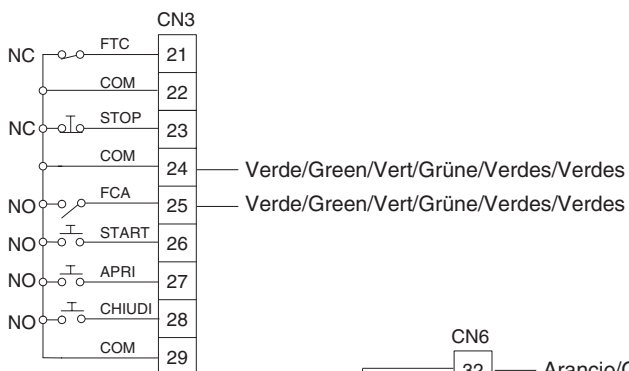 CN3
NC FTC 21
COM 22
NC STOP 23
COM 24 Verde/Green/Vert/Grüne/Verdes/Verdes
NO FCA 25 Verde/Green/Vert/Grüne/Verdes/Verdes
NO START 26
NO APRI 27
NO CHIUDI 28
COM 29
CN6
32